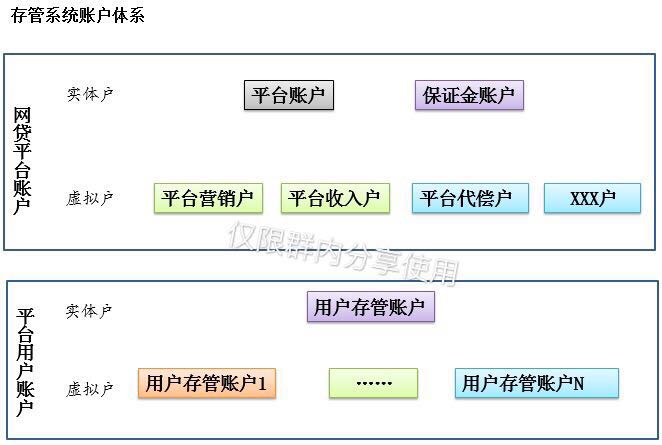 存管系统账户体系
网贷平台账户
实体户
平台账户
保证金账户
虚拟户
平台营销户
平台收入户
平台代偿户
XXX户
仅限群内分享使用
平台用户账户
实体户
用户存管账户
虚拟户
用户存管账户1
……
用户存管账户N